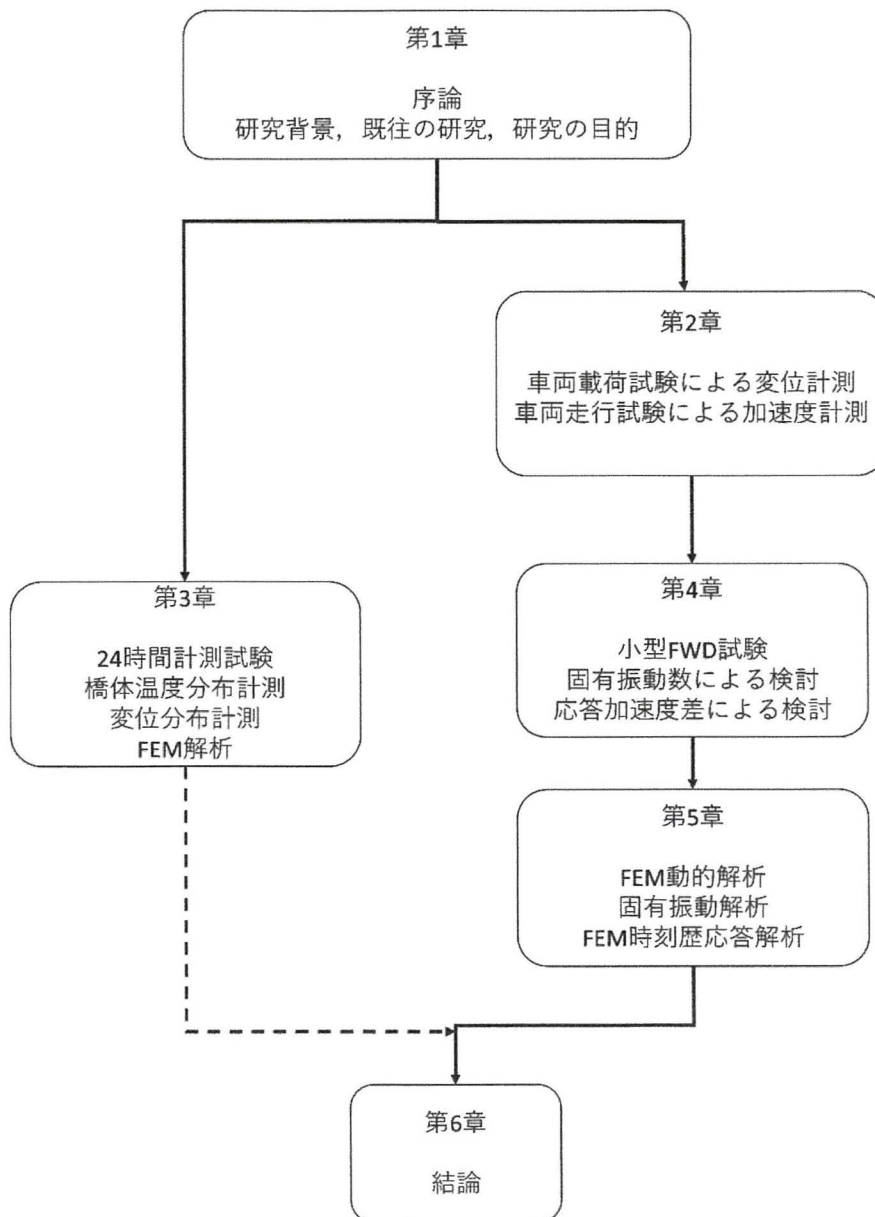 第1章
序論
研究背景，既往の研究，研究の目的
第2章
車両載荷試験による変位計測
車両走行試験による加速度計測
第3章
24時間計測試験
橋体温度分布計測
変位分布計測
FEM解析
第4章
小型FWD試験
固有振動数による検討
応答加速度差による検討
第5章
FEM動的解析
固有振動解析
FEM時刻歴応答解析
第6章
結論